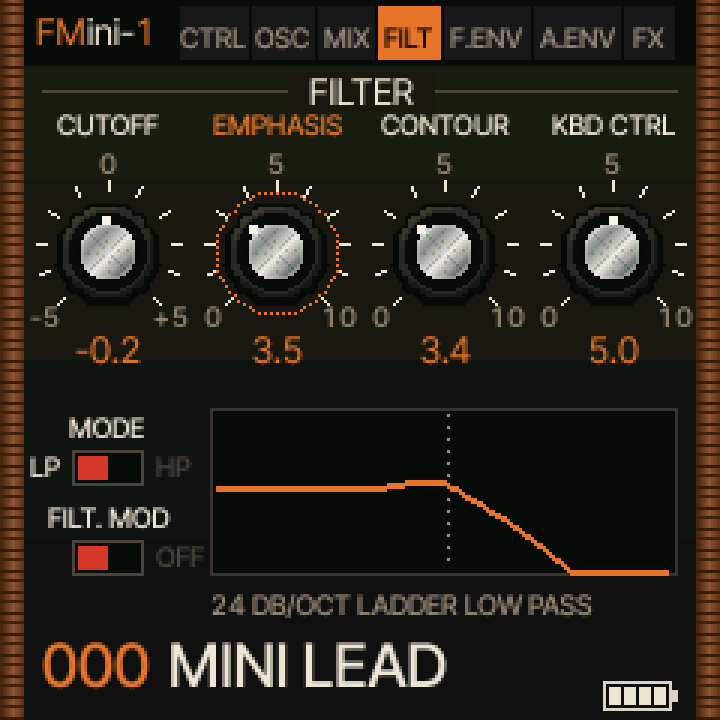 FMini-1 CTRL OSC MIX FILT F.ENV A.ENV FX
FILTER
CUTOFF EMPHASIS CONTOUR KBD CTRL
0 5 5 5
-5 +5 0 10 0 10 0 10
-0.2 3.5 3.4 5.0
MODE
LP HP
FILT. MOD
OFF
24 DB/OCT LADDER LOW PASS
000 MINI LEAD